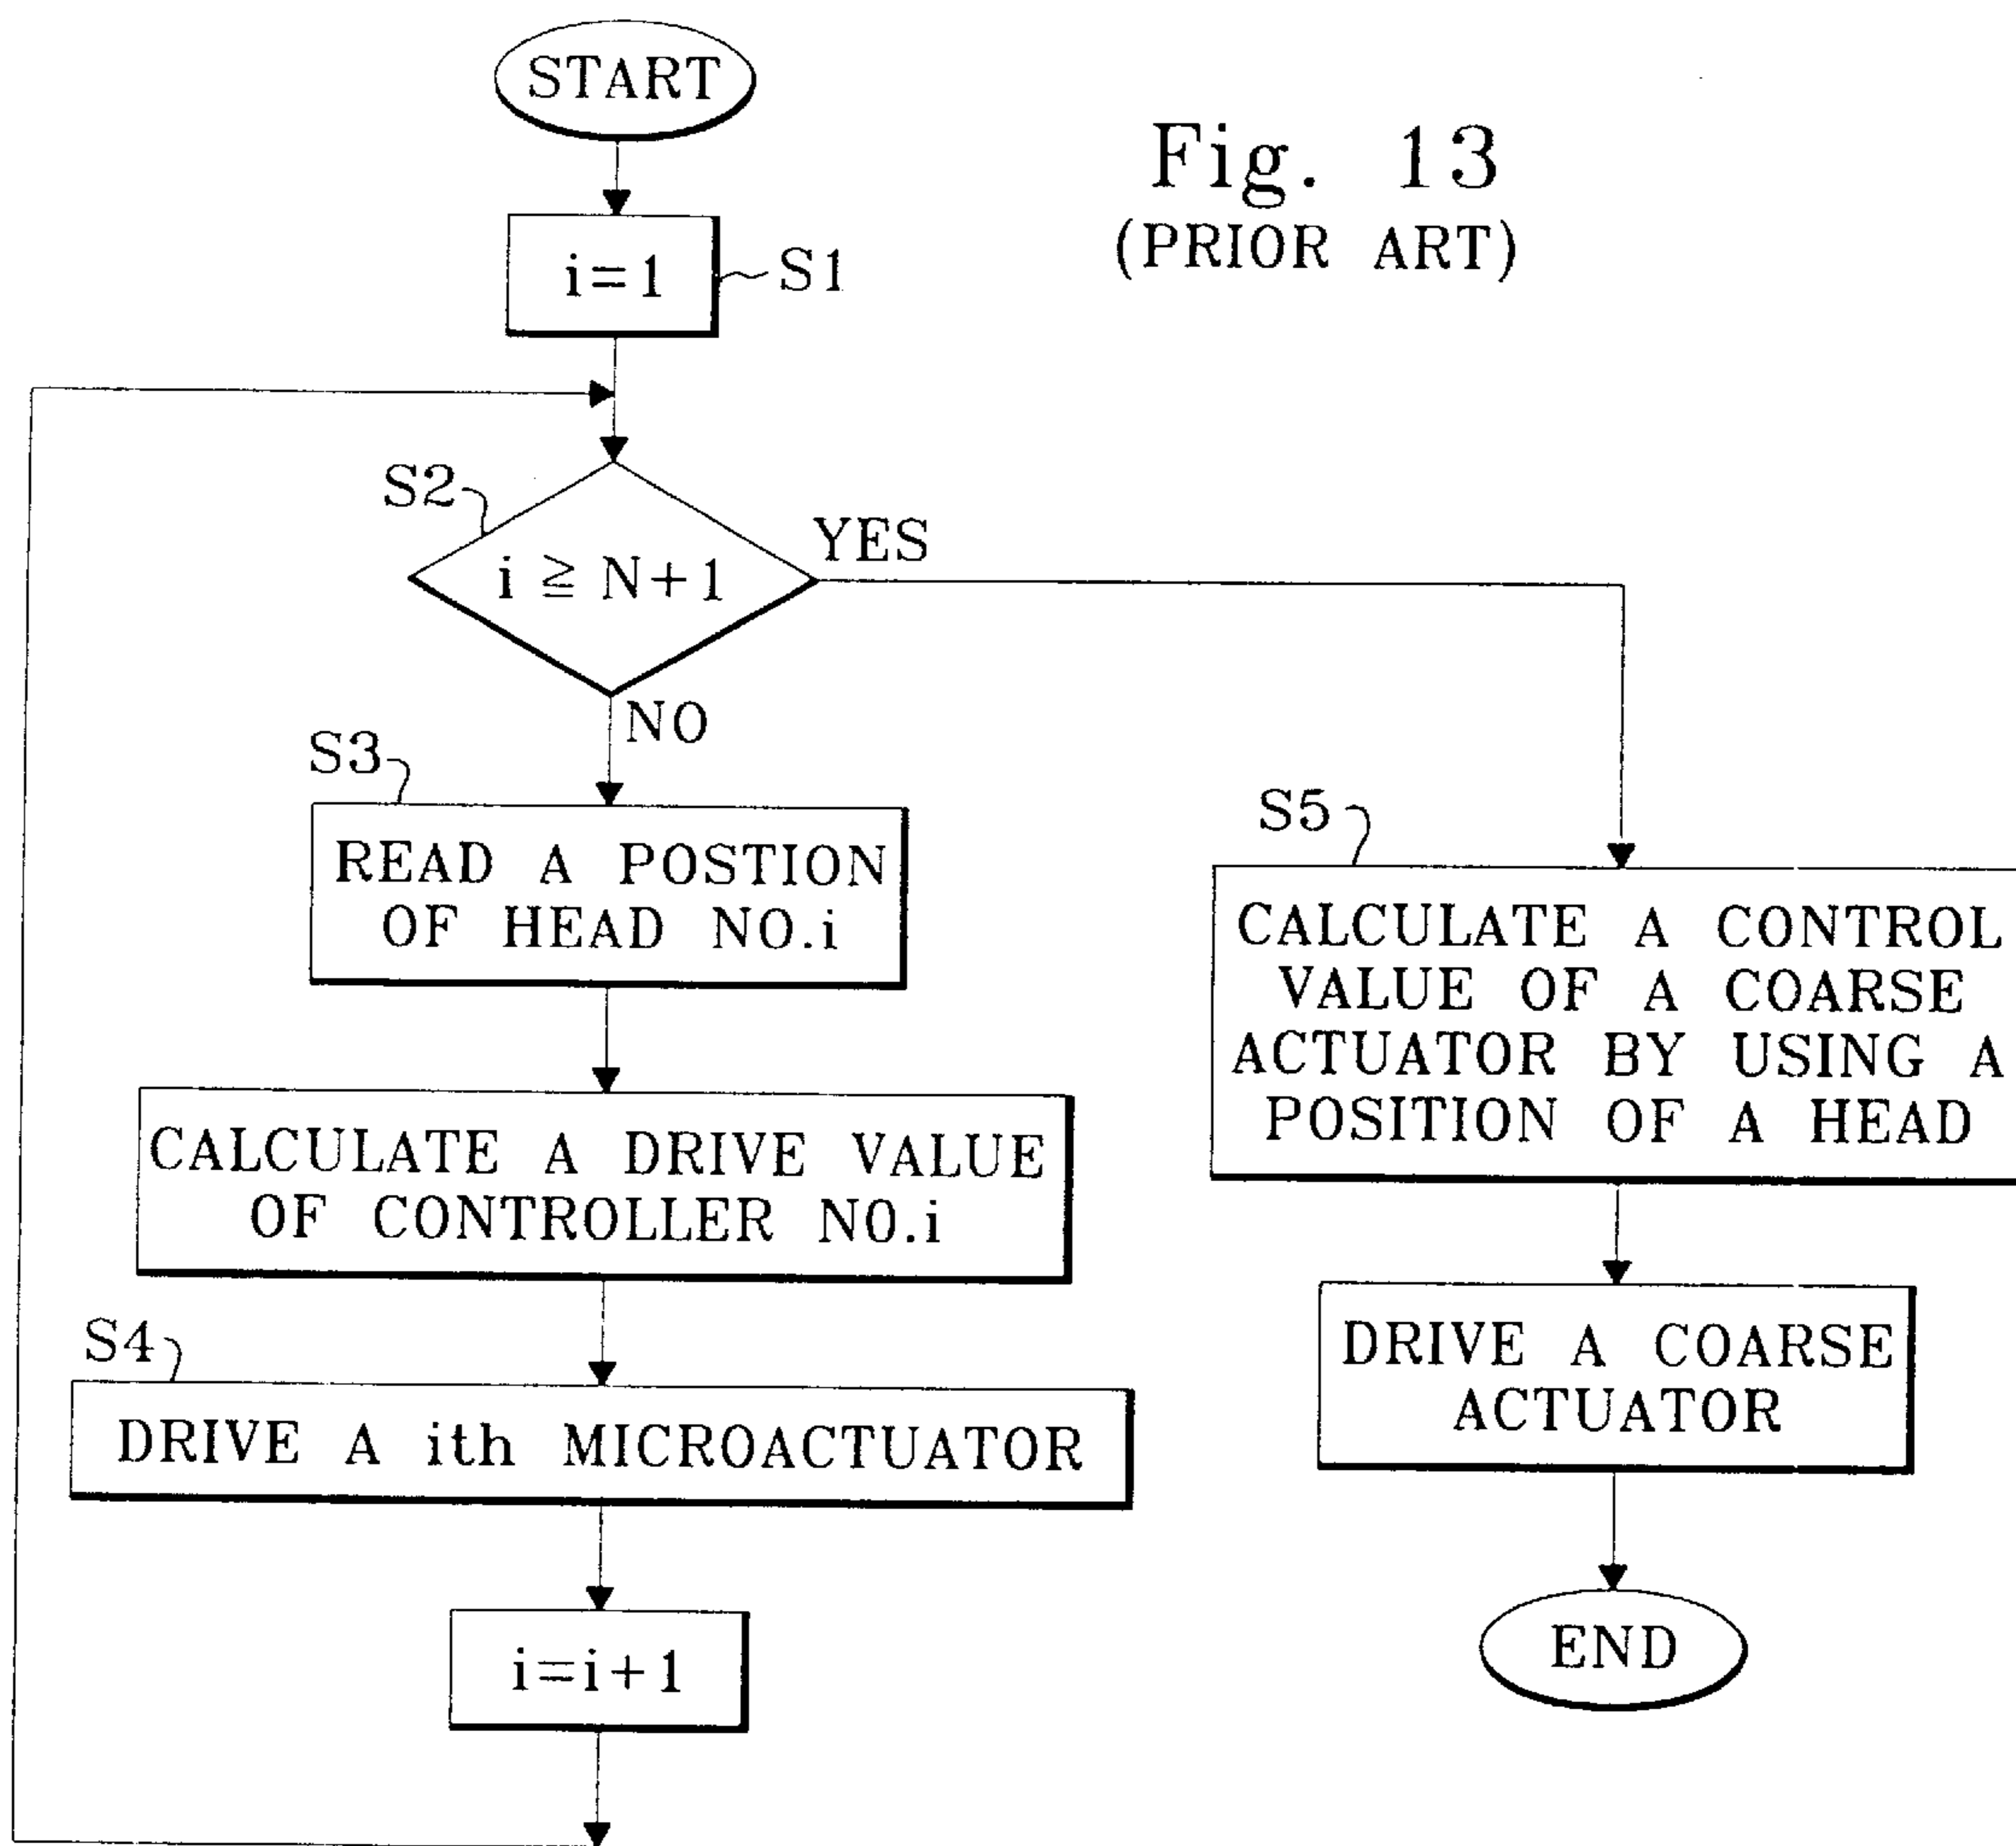 START
Fig. 13
(PRIOR ART)
i=1
S1
S2
i ≧ N+1
YES
NO
S3
READ A POSTION
OF HEAD NO.i
CALCULATE A DRIVE VALUE
OF CONTROLLER NO.i
S4
DRIVE A ith MICROACTUATOR
i=i+1
S5
CALCULATE A CONTROL
VALUE OF A COARSE
ACTUATOR BY USING A
POSITION OF A HEAD
DRIVE A COARSE
ACTUATOR
END